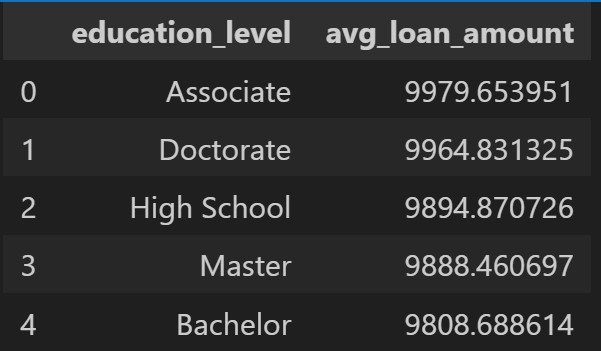 education_level avg_loan_amount
0 Associate 9979.653951
1 Doctorate 9964.831325
2 High School 9894.870726
3 Master 9888.460697
4 Bachelor 9808.688614